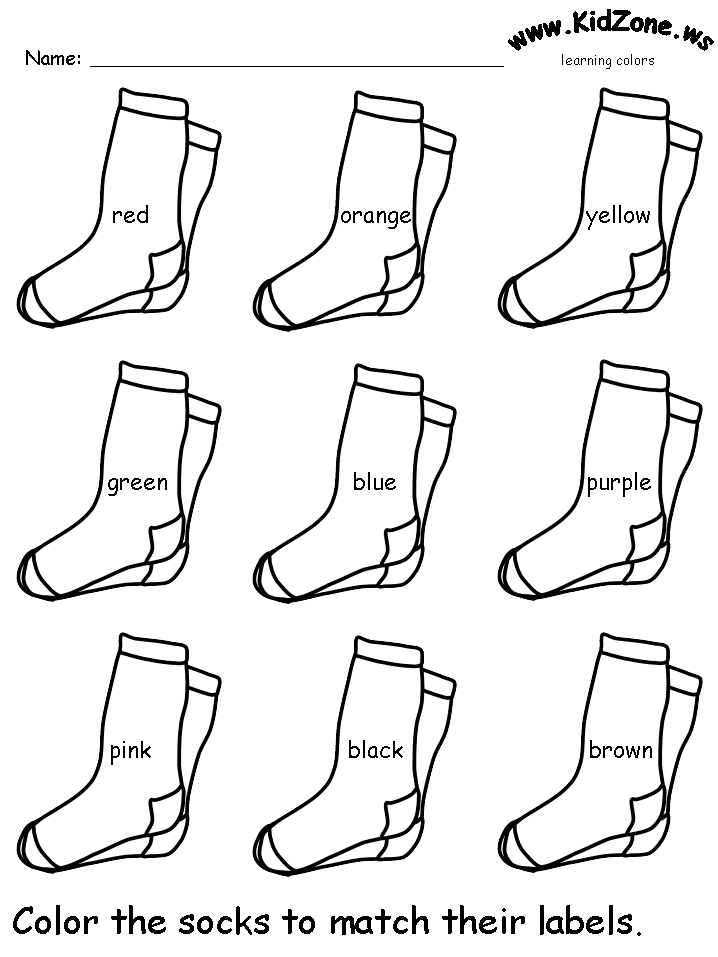 www.KidZone.ws
Name:
learning colors
red orange yellow
green blue purple
pink black brown
Color the socks to match their labels.